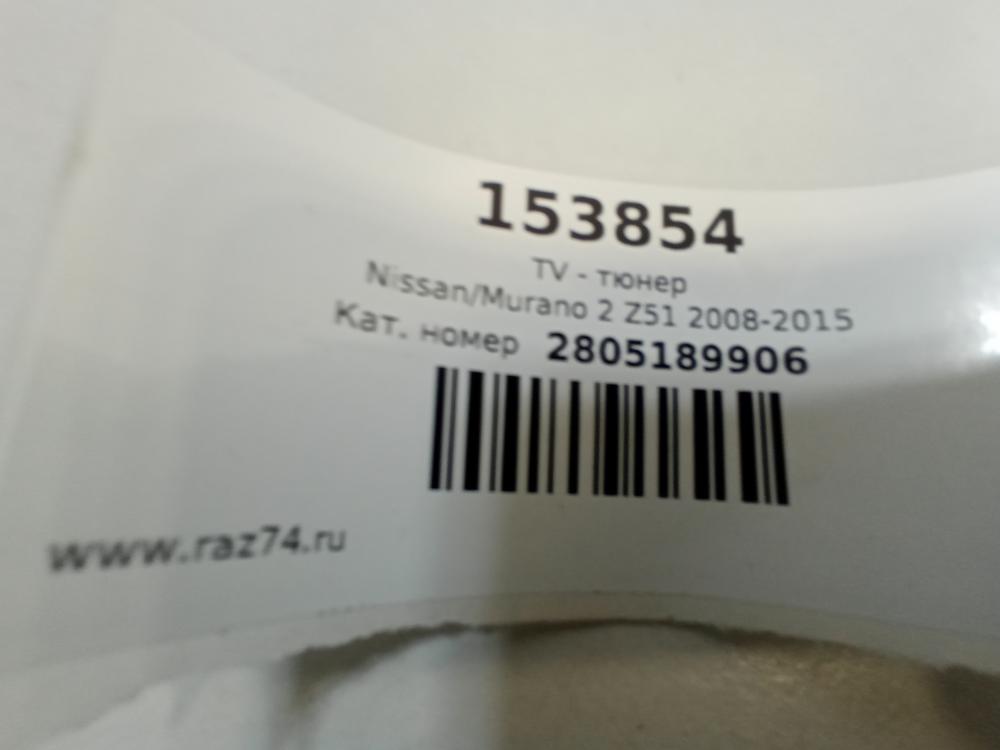 153854
TV - тюнер
Nissan/Murano 2 Z51 2008-2015
Кат. номер 2805189906
www.raz74.ru